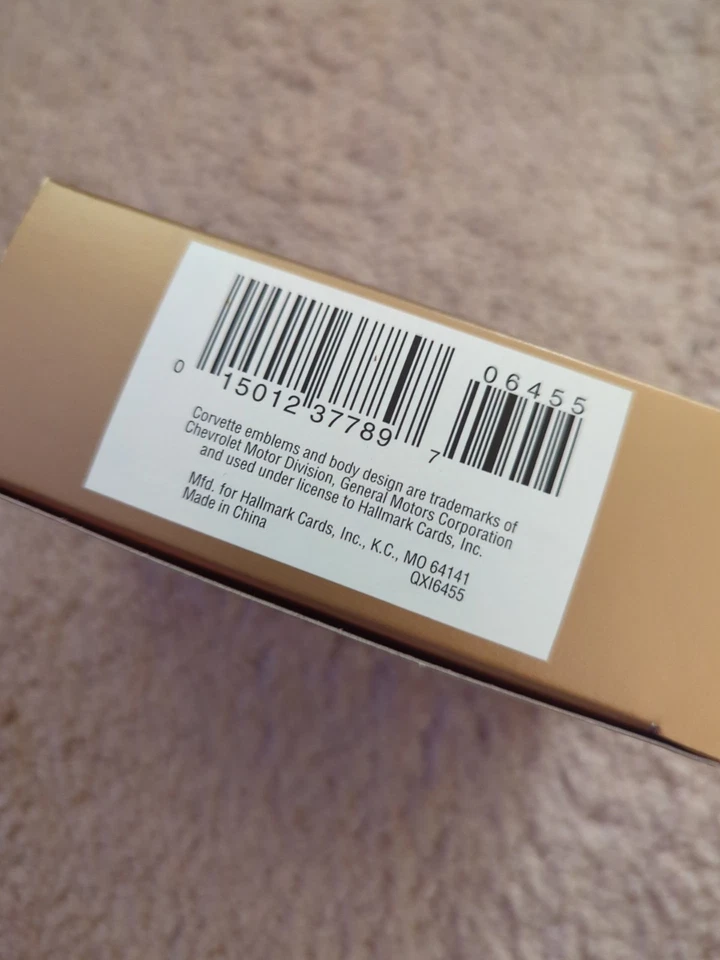 06455
0 15012 37789 7
Corvette emblems and body design are trademarks of
Chevrolet Motor Division, General Motors Corporation
and used under license to Hallmark Cards, Inc.
Mfd. for Hallmark Cards, Inc., K.C., MO 64141
Made in China
QXI6455